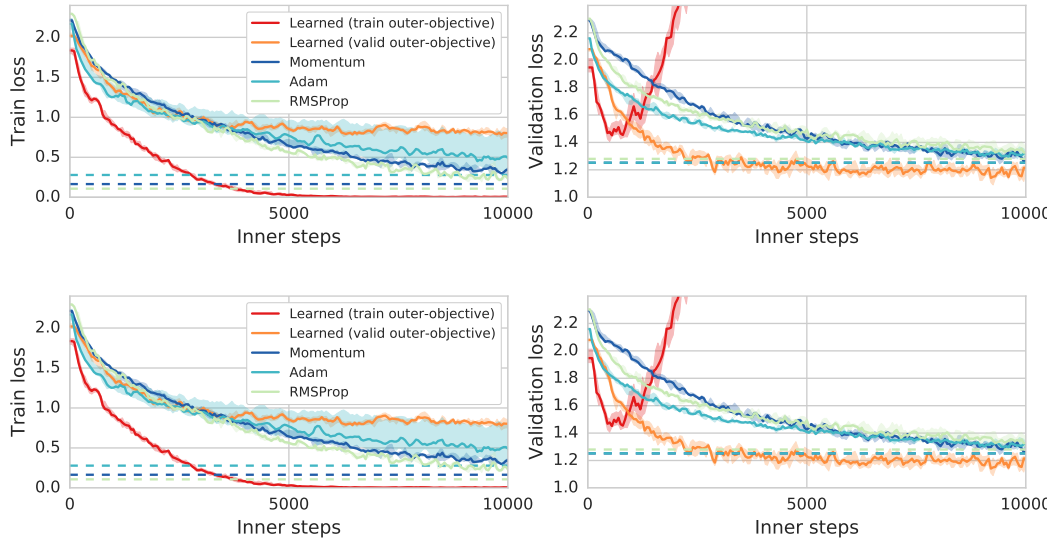 Train loss
2.0
1.5
1.0
0.5
0.0
0
5000
10000
Inner steps
Learned (train outer-objective)
Learned (valid outer-objective)
Momentum
Adam
RMSProp
Validation loss
2.2
2.0
1.8
1.6
1.4
1.2
1.0
0
5000
1000
Inner steps
Train loss
2.0
1.5
1.0
0.5
0.0
0
5000
10000
Inner steps
Learned (train outer-objective)
Learned (valid outer-objective)
Momentum
Adam
RMSProp
Validation loss
2.2
2.0
1.8
1.6
1.4
1.2
1.0
0
5000
1000
Inner steps